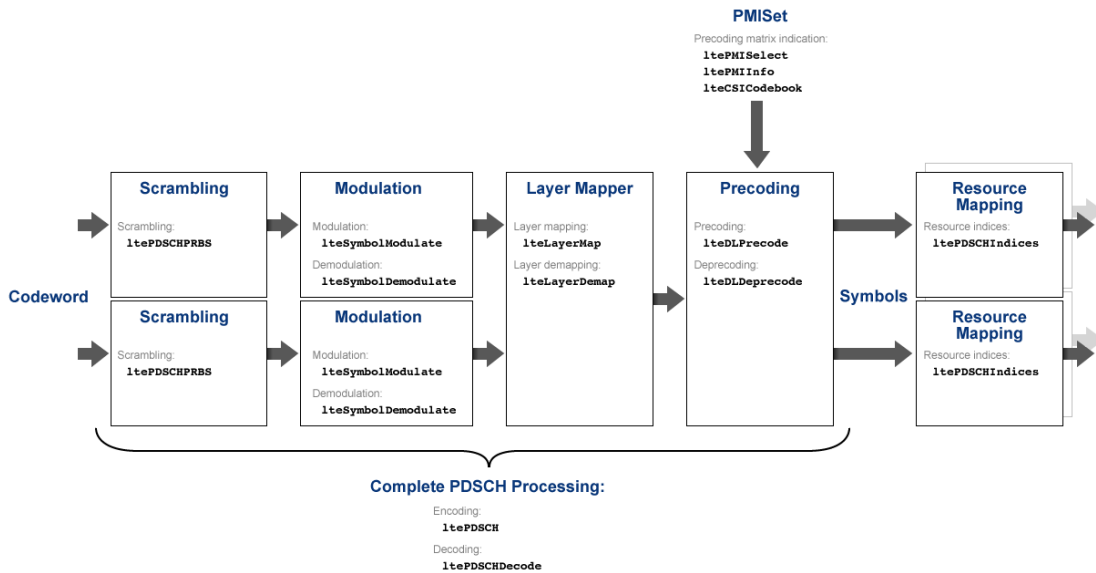 PMISet
Precoding matrix indication:
ltePMISelect
ltePMIInfo
lteCSICodebook
Codeword
Scrambling
Scrambling:
ltePDSCHPRBS
Modulation
Modulation:
lteSymbolModulate
Demodulation:
lteSymbolDemodulate
Scrambling
Scrambling:
ltePDSCHPRBS
Modulation
Modulation:
lteSymbolModulate
Demodulation:
lteSymbolDemodulate
Layer Mapper
Layer mapping:
lteLayerMap
Layer demapping:
lteLayerDemap
Precoding
Precoding:
lteDLPrecode
Deprecoding:
lteDLDeprecode
Symbols
Resource
Mapping
Resource indices:
ltePDSCHIndices
Resource
Mapping
Resource indices:
ltePDSCHIndices
Complete PDSCH Processing:
Encoding:
ltePDSCH
Decoding:
ltePDSCHDecode